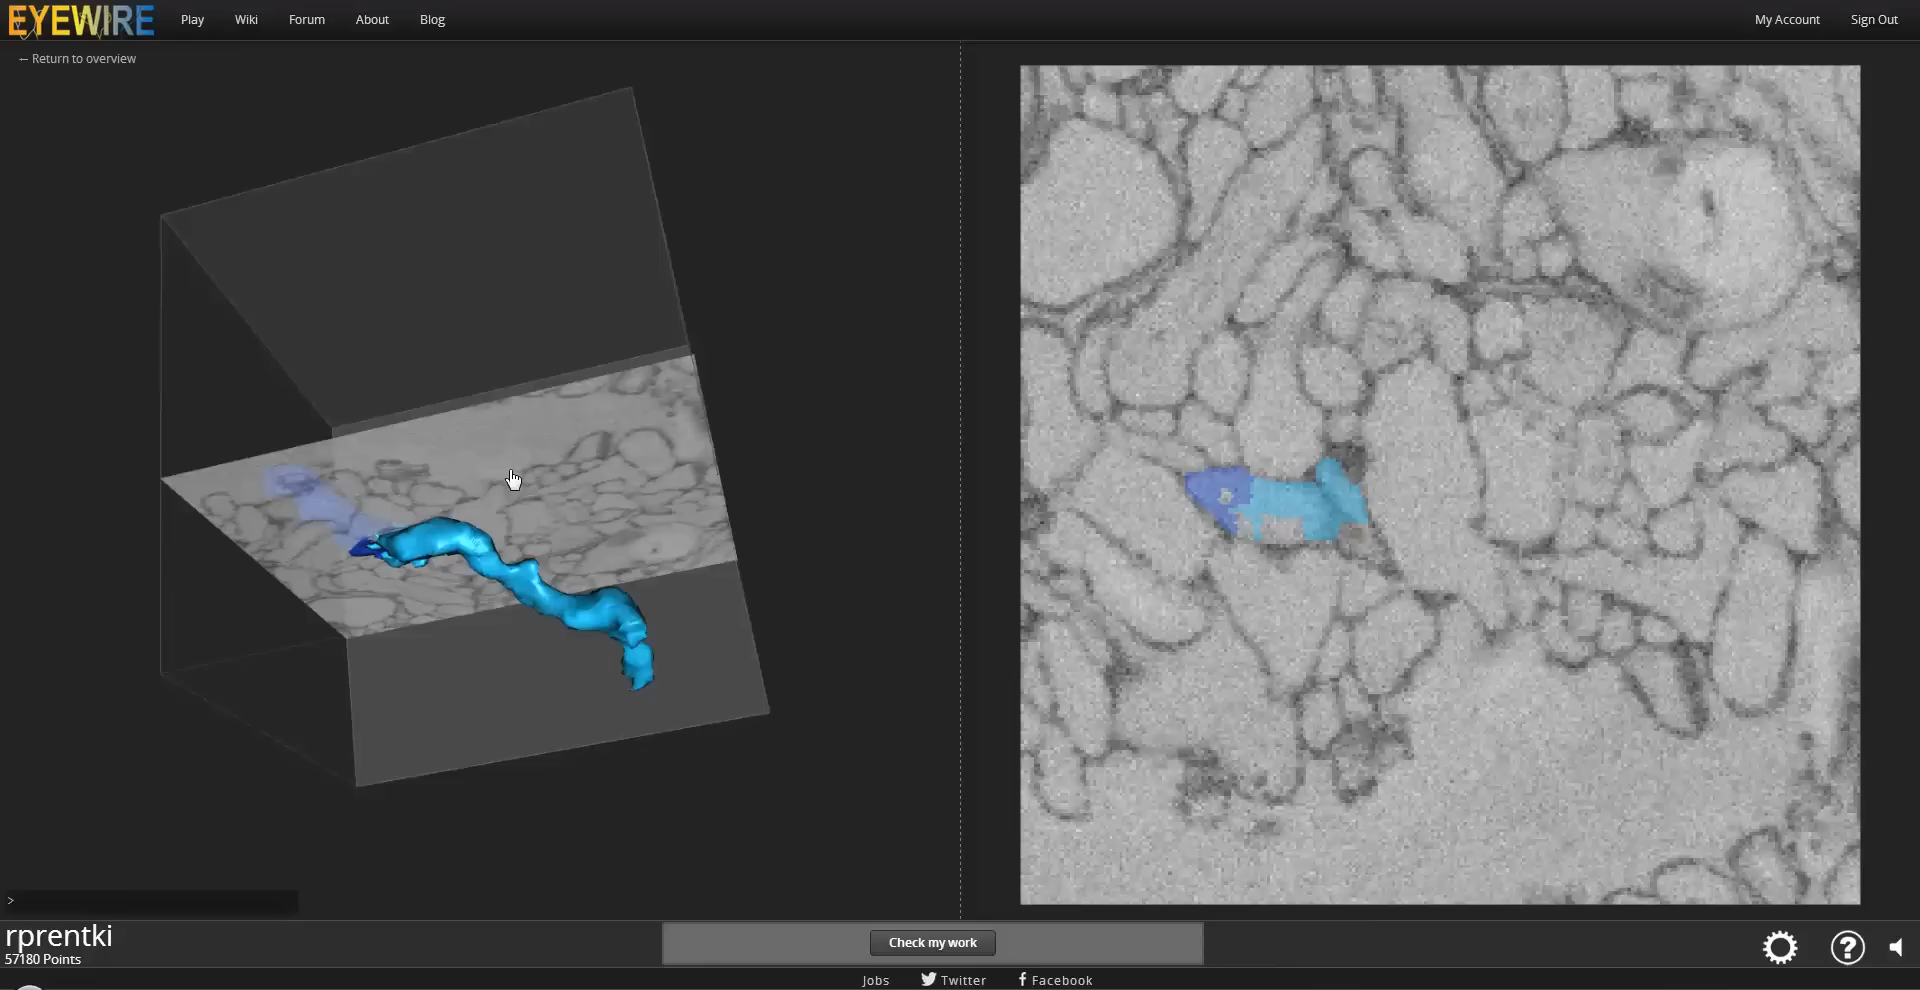 EYEWIRE Play Wiki Forum About Blog My Account Sign Out
← Return to overview
>
rprentki
57180 Points
Check my work
?
Jobs Twitter Facebook